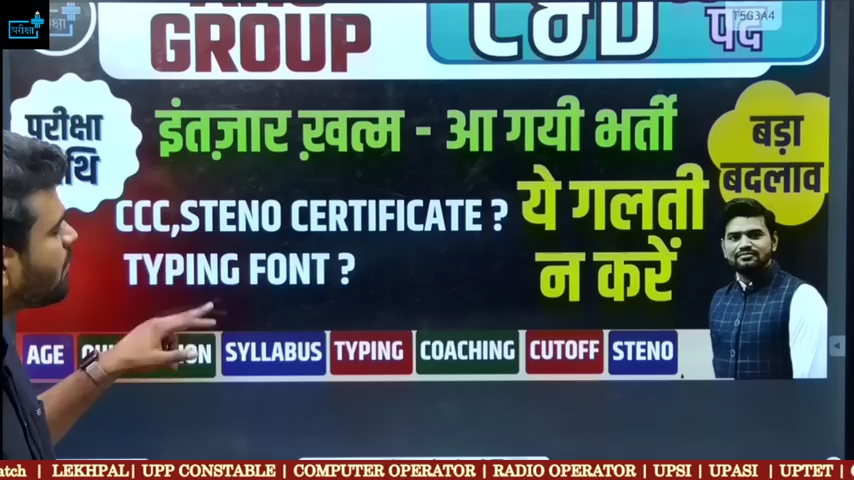 परीक्षा
GROUP
C&D
पद
T5G3A4
परीक्षा
इंतज़ार ख़त्म - आ गयी भर्ती
बड़ा
बदलाव
CCC,STENO CERTIFICATE ?
TYPING FONT ?
ये गलती
न करें
AGE
SYLLABUS
TYPING
COACHING
CUTOFF
STENO
| LEKHPAL| UPP CONSTABLE | COMPUTER OPERATOR | RADIO OPERATOR | UPSI | UPASI | UPTET |